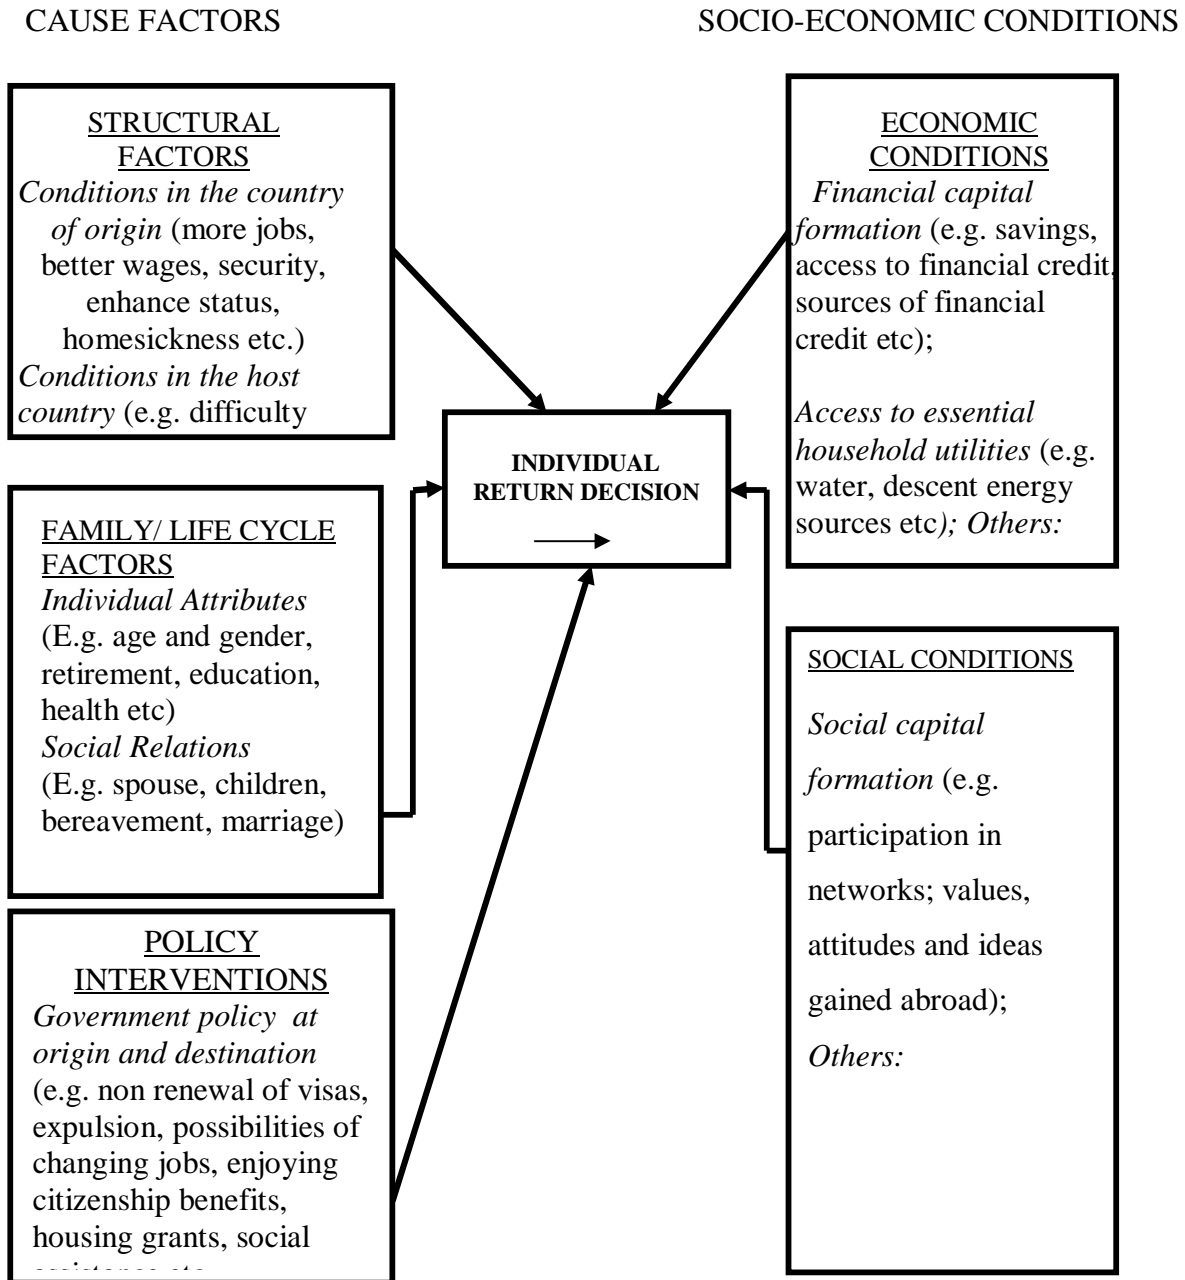 CAUSE FACTORS
SOCIO-ECONOMIC CONDITIONS
STRUCTURAL
FACTORS
Conditions in the country
of origin (more jobs,
better wages, security,
enhance status,
homesickness etc.)
Conditions in the host
country (e.g. difficulty
FAMILY/ LIFE CYCLE
FACTORS
Individual Attributes
(E.g. age and gender,
retirement, education,
health etc)
Social Relations
(E.g. spouse, children,
bereavement, marriage)
POLICY
INTERVENTIONS
Government policy at
origin and destination
(e.g. non renewal of visas,
expulsion, possibilities of
changing jobs, enjoying
citizenship benefits,
housing grants, social
INDIVIDUAL
RETURN DECISION
ECONOMIC
CONDITIONS
Financial capital
formation (e.g. savings,
access to financial credit,
sources of financial
credit etc);
Access to essential
household utilities (e.g.
water, descent energy
sources etc); Others:
SOCIAL CONDITIONS
Social capital
formation (e.g.
participation in
networks; values,
attitudes and ideas
gained abroad);
Others: